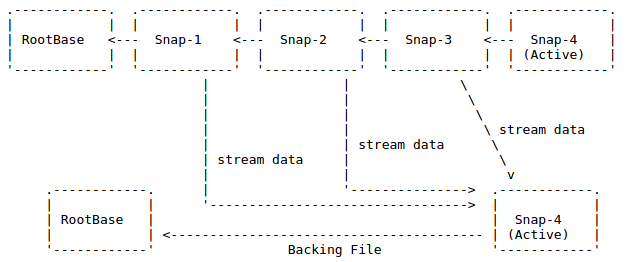 RootBase <--- Snap-1 <--- Snap-2 <--- Snap-3 <--- Snap-4
(Active)
stream data
stream data
stream data
v
RootBase Snap-4
<---------------------------------------- (Active)
Backing File